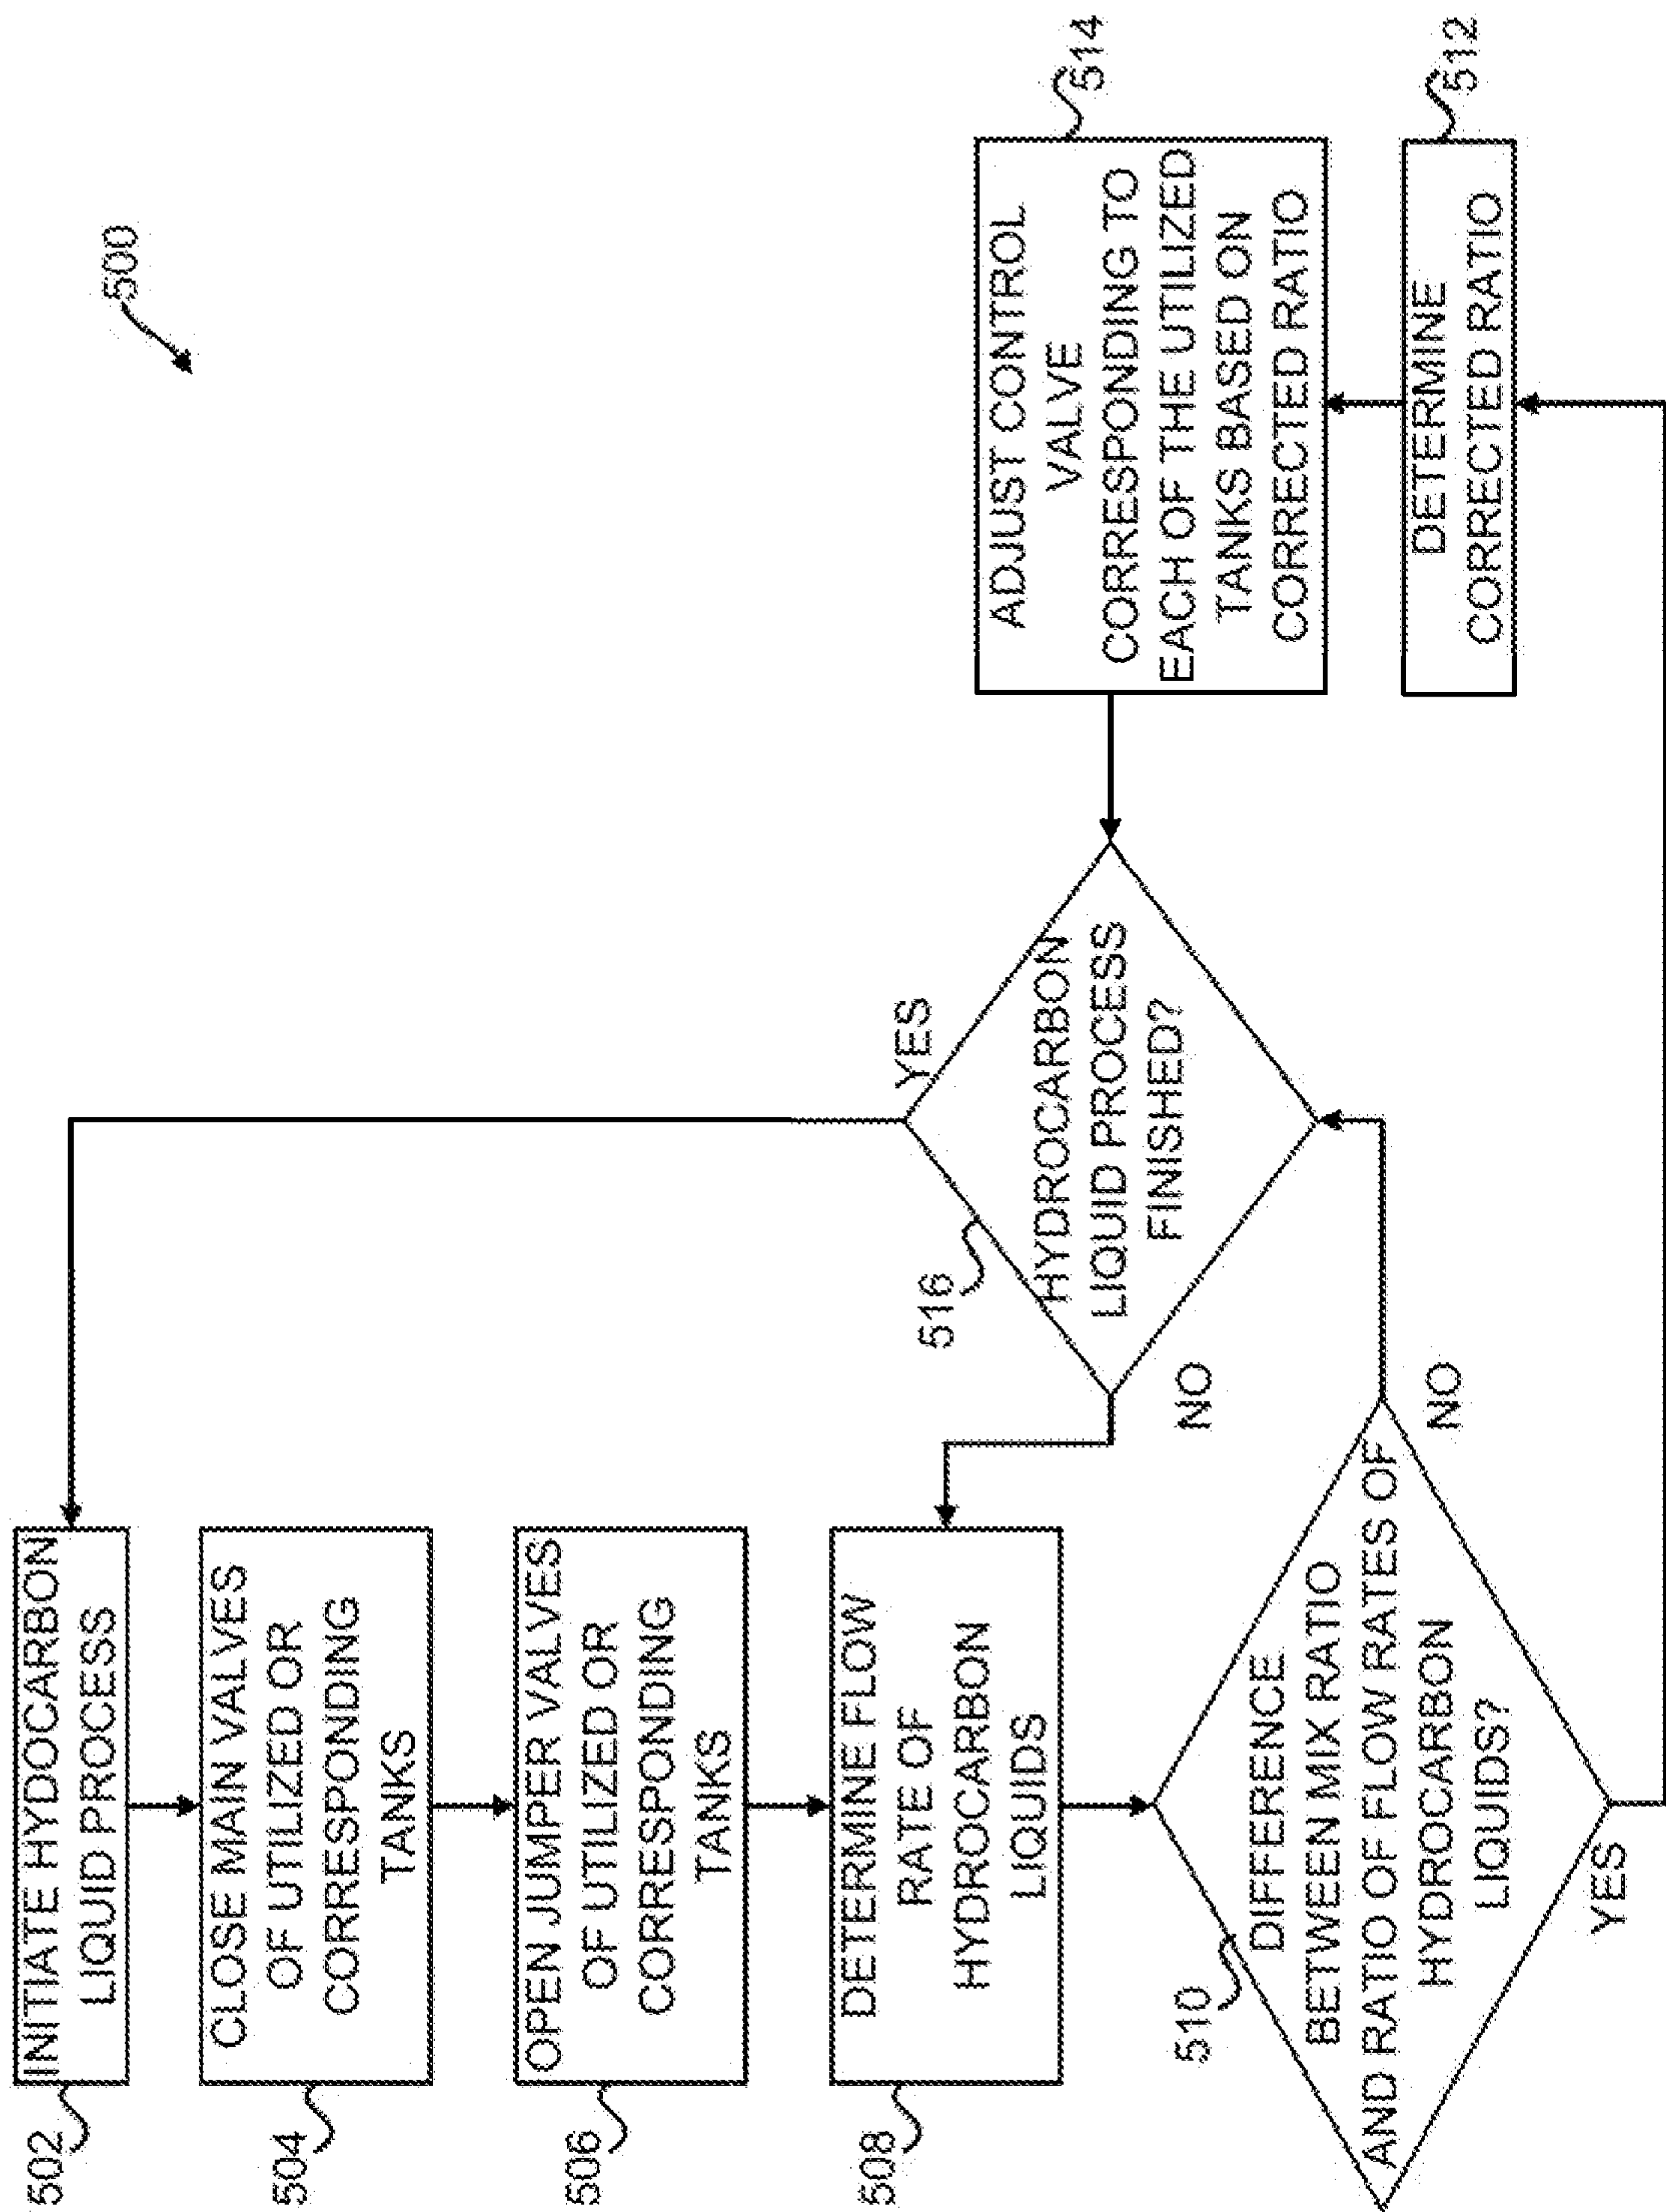 500
502
INITIATE HYDOCARBON
LIQUID PROCESS
504
CLOSE MAIN VALVES
OF UTILIZED OR
CORRESPONDING
TANKS
506
OPEN JUMPER VALVES
OF UTILIZED OR
CORRESPONDING
TANKS
508
DETERMINE FLOW
RATE OF
HYDROCARBON
LIQUIDS
510
DIFFERENCE
BETWEEN MIX RATIO
AND RATIO OF FLOW RATES OF
HYDROCARBON
LIQUIDS?
YES
NO
516
HYDROCARBON
LIQUID PROCESS
FINISHED?
YES
NO
514
ADJUST CONTROL
VALVE
CORRESPONDING TO
EACH OF THE UTILIZED
TANKS BASED ON
CORRECTED RATIO
512
DETERMINE
CORRECTED RATIO